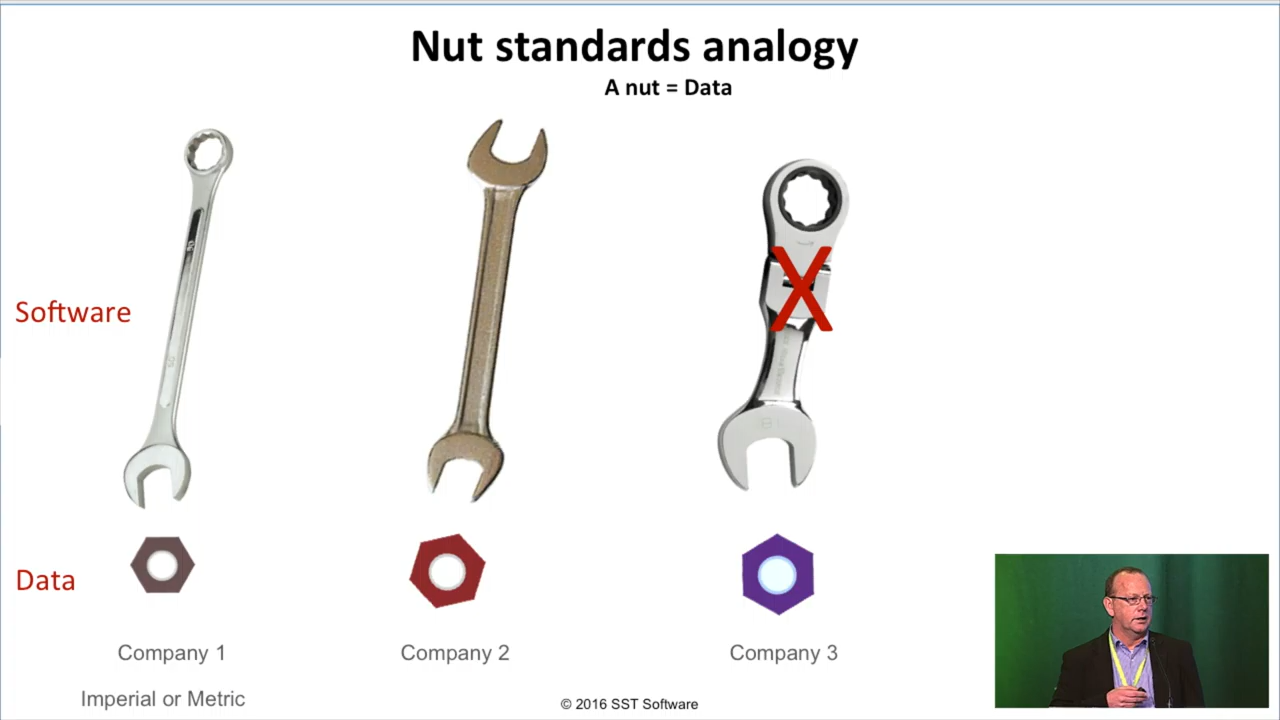 Nut standards analogy
A nut = Data
Software
X
Data
Company 1
Company 2
Company 3
Imperial or Metric
© 2016 SST Software